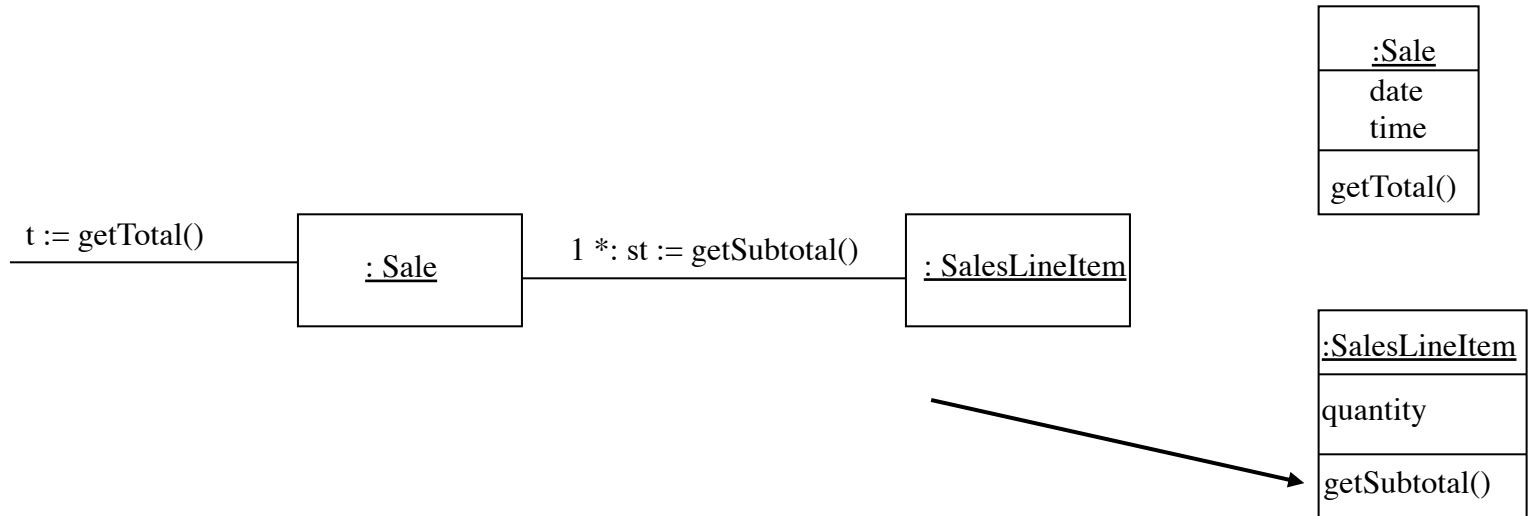 :Sale
date
time
getTotal()
t := getTotal()
: Sale
1 *: st := getSubtotal()
: SalesLineItem
:SalesLineItem
quantity
getSubtotal()